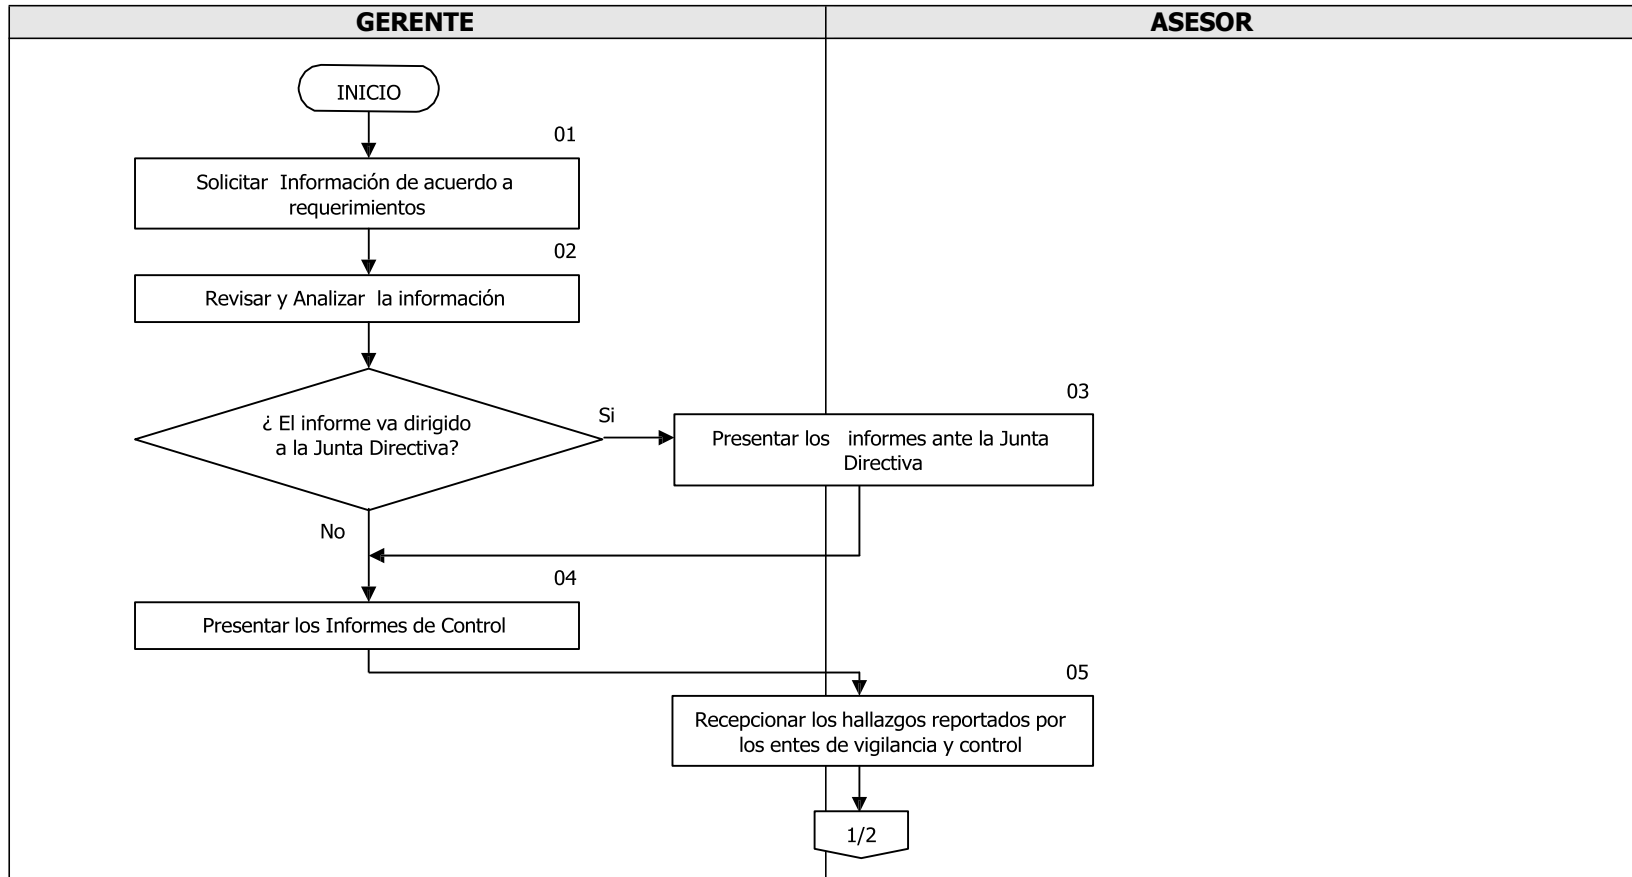 GERENTE
ASESOR
INICIO
01
Solicitar Información de acuerdo a
requerimientos
02
Revisar y Analizar la información
¿ El informe va dirigido
a la Junta Directiva?
Si
03
Presentar los informes ante la Junta
Directiva
No
04
Presentar los Informes de Control
05
Recepcionar los hallazgos reportados por
los entes de vigilancia y control
1/2